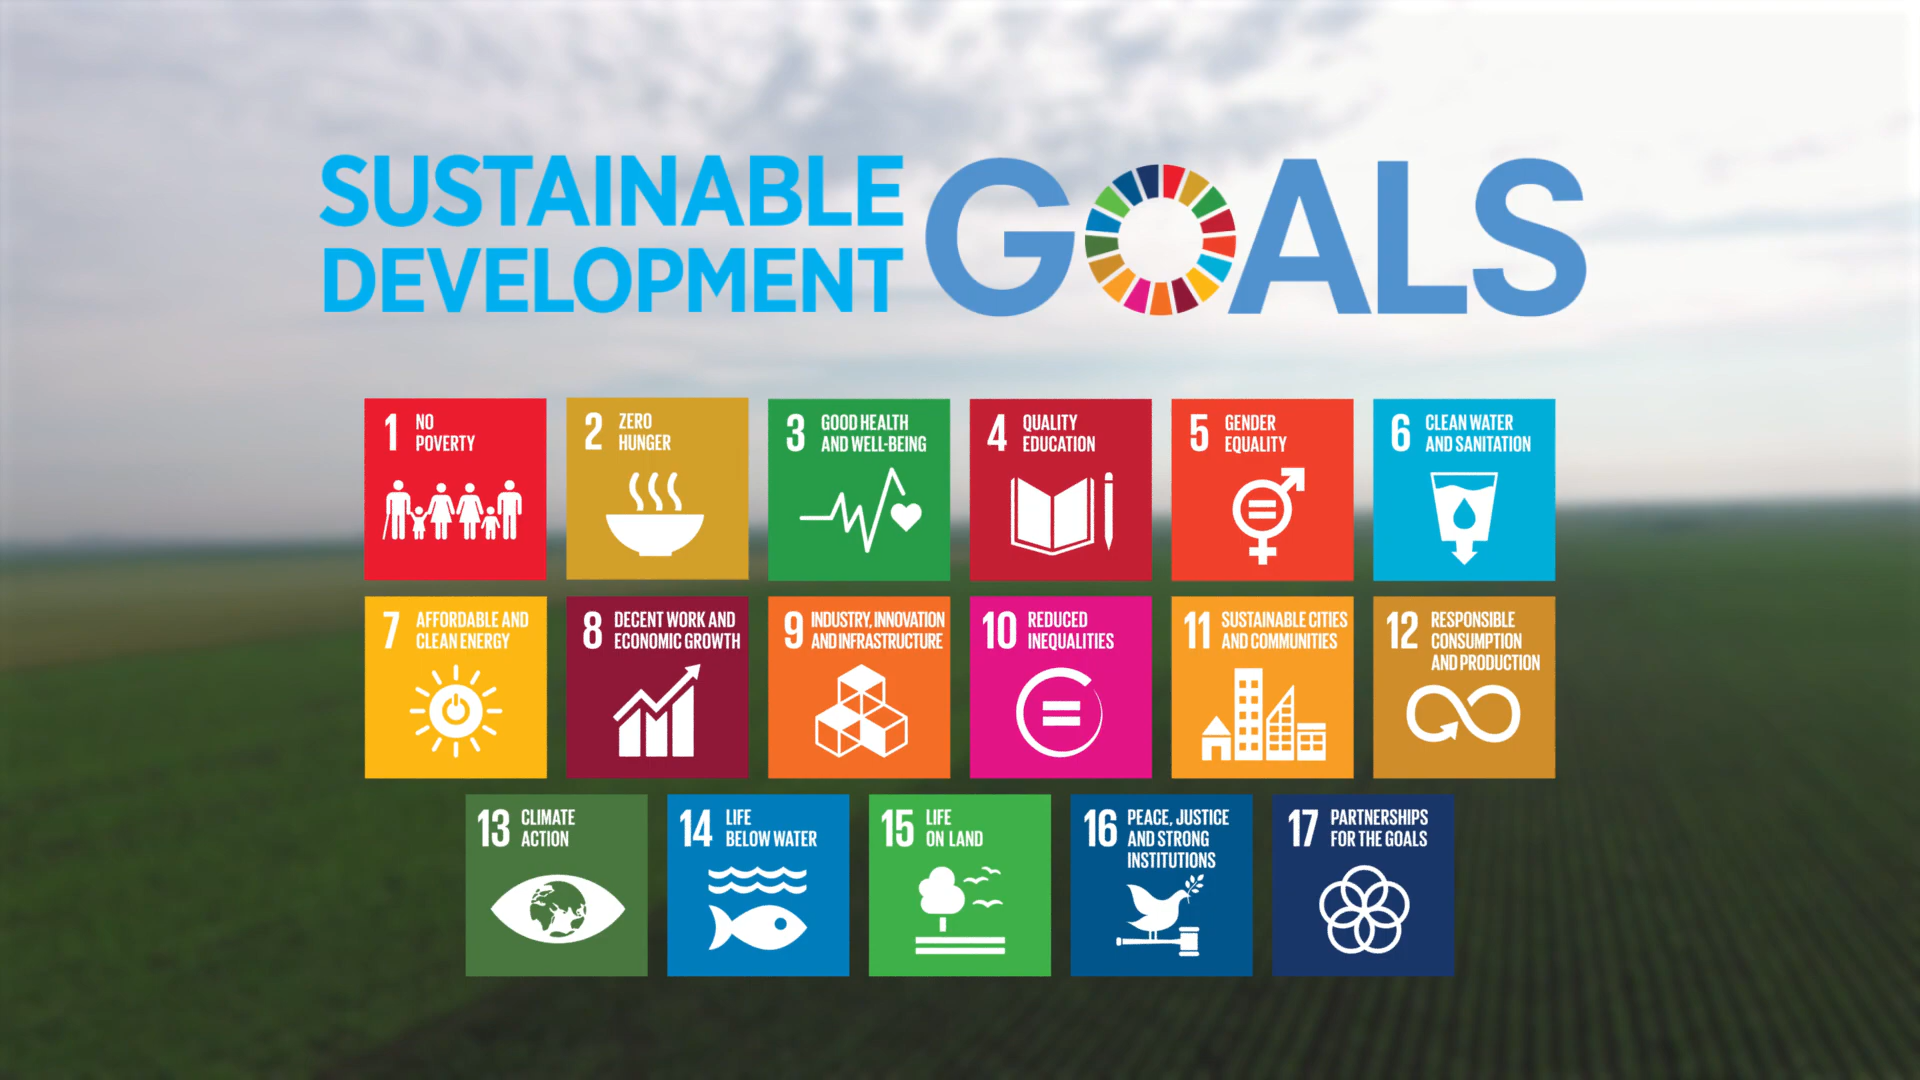 SUSTAINABLE
DEVELOPMENT
GOALS
1 NO
POVERTY
2 ZERO
HUNGER
3 GOOD HEALTH
AND WELL-BEING
4 QUALITY
EDUCATION
5 GENDER
EQUALITY
6 CLEAN WATER
AND SANITATION
7 AFFORDABLE AND
CLEAN ENERGY
8 DECENT WORK AND
ECONOMIC GROWTH
9 INDUSTRY, INNOVATION
AND INFRASTRUCTURE
10 REDUCED
INEQUALITIES
11 SUSTAINABLE CITIES
AND COMMUNITIES
12 RESPONSIBLE
CONSUMPTION
AND PRODUCTION
13 CLIMATE
ACTION
14 LIFE
BELOW WATER
15 LIFE
ON LAND
16 PEACE, JUSTICE
AND STRONG
INSTITUTIONS
17 PARTNERSHIPS
FOR THE GOALS